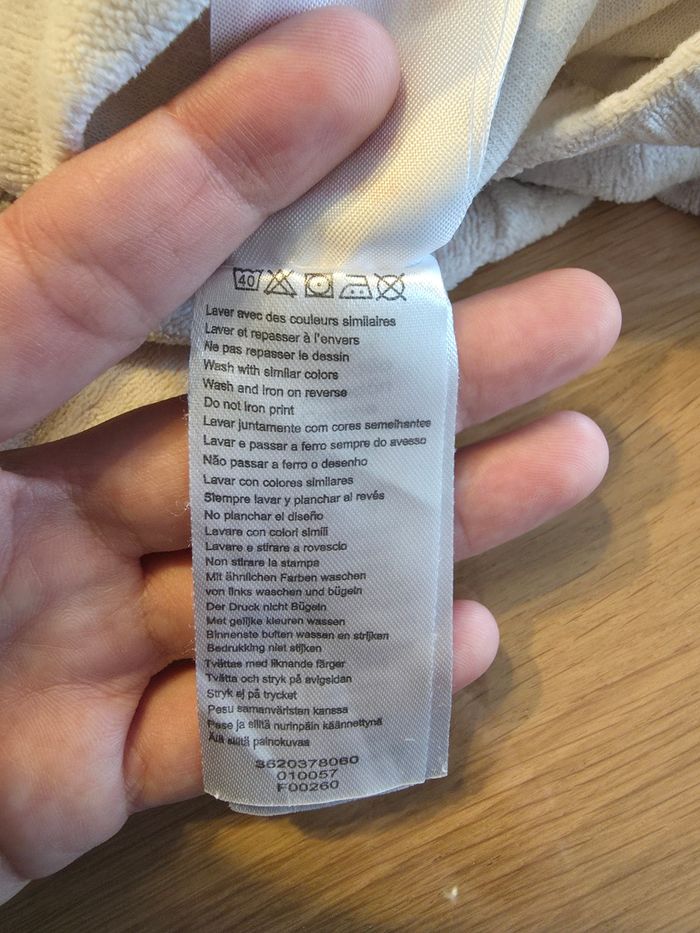 40
Laver avec des couleurs similaires
Laver et repasser à l'envers
Ne pas repasser le dessin
Wash with similar colors
Wash and iron on reverse
Do not iron print
Lavar juntamente com cores semelhantes
Lavar e passar a ferro sempre do avesso
Não passar a ferro o desenho
Lavar con colores similares
Siempre lavar y planchar al revés
No planchar el diseño
Lavare con colori simili
Lavare e stirare a rovescio
Non stirare la stampa
Mit ähnlichen Farben waschen
von links waschen und bügeln
Der Druck nicht Bügeln
Met gelijke kleuren wassen
Binnenste buiten wassen en strijken
Bedrukking niet stijken
Tvättas med liknande färger
Tvätta och stryk på avigsidan
Stryk ej på trycket
Pesu samanväristen kanssa
Pese ja silitä nurinpäin käännettynä
Älä silitä painokuvaa
3620378060
010057
F00260